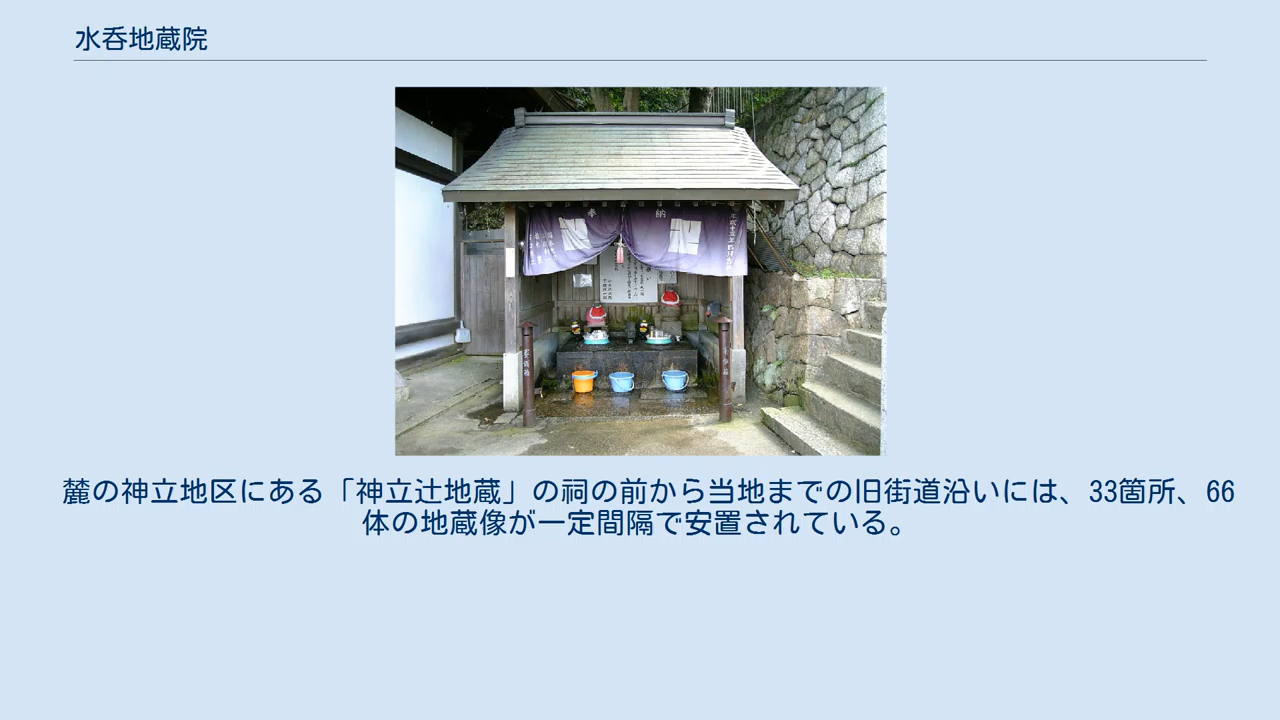 水呑地蔵院
奉 納
麓の神立地区にある「神立辻地蔵」の祠の前から当地までの旧街道沿いには、33箇所、66
体の地蔵像が一定間隔で安置されている。